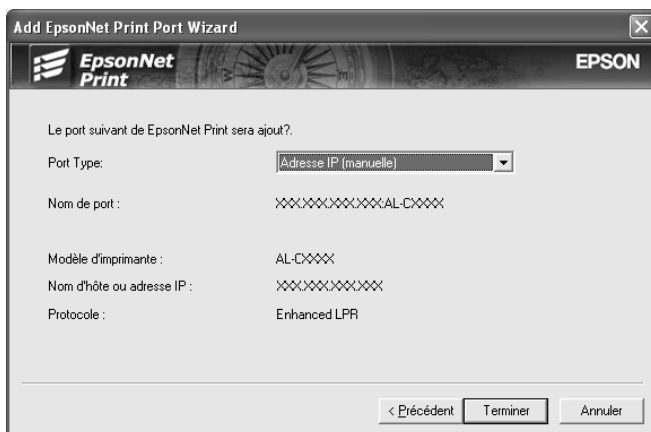 Add EpsonNet Print Port Wizard
EpsonNet
Print
EPSON
Le port suivant de EpsonNet Print sera ajout?.
Port Type: Adresse IP (manuelle)
Nom de port : XXX.XXX.XXX.XXX:AL-CXXXX
Modèle d'imprimante : AL-CXXXX
Nom d'hôte ou adresse IP : XXX.XXX.XXX.XXX
Protocole : Enhanced LPR
< Précédent Terminer Annuler